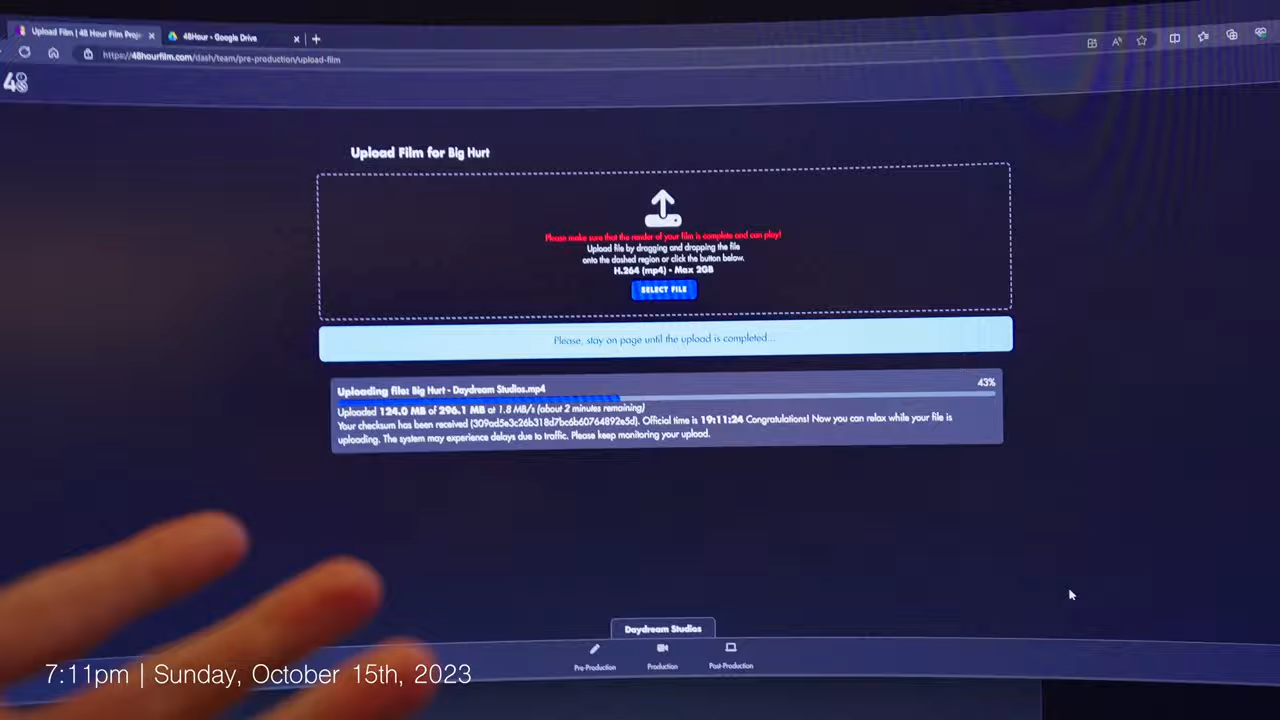 Upload Film | 48 Hour Film Proje
48Hour - Google Drive
https://48hourfilm.com/dash/team/pre-production/upload-film
48
Upload Film for Big Hurt
Please make sure that the render of your film is complete and can play!
Upload file by dragging and dropping the file
onto the dashed region or click the button below.
H.264 (mp4) - Max 2GB
SELECT FILE
Please, stay on page until the upload is completed...
Uploading file: Big Hurt - Daydream Studios.mp4
43%
Uploaded 124.0 MB of 296.1 MB at 1.8 MB/s (about 2 minutes remaining)
Your checksum has been received (309ad5e3c26b318d7bc6b60764892e5d). Official time is 19:11:24 Congratulations! Now you can relax while your file is
uploading. The system may experience delays due to traffic. Please keep monitoring your upload.
Daydream Studios
Pre-Production
Production
Post-Production
7:11pm | Sunday, October 15th, 2023